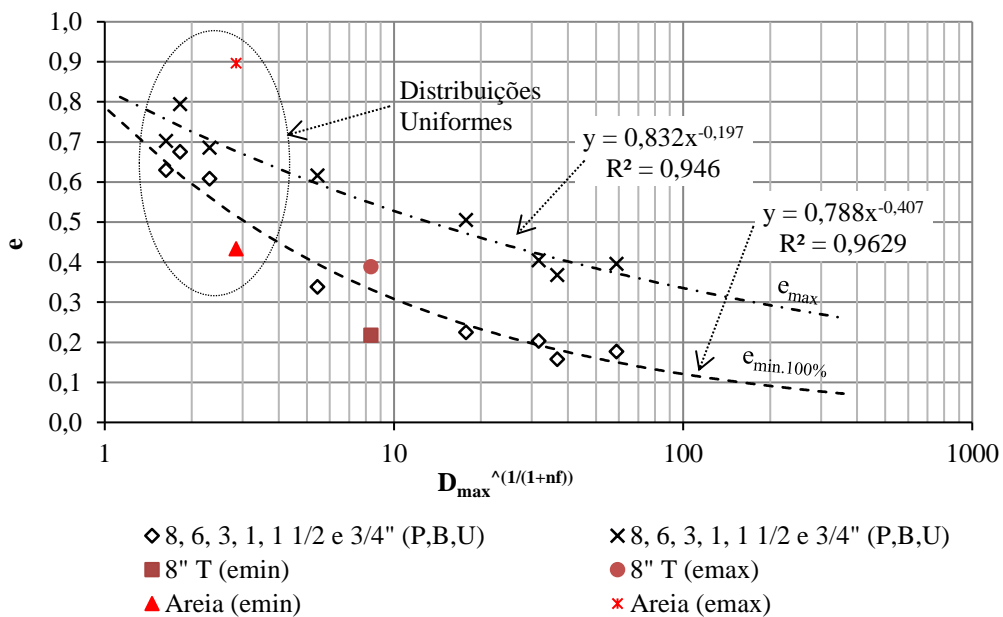 1,0
0,9
0,8
0,7
0,6
0,5
0,4
0,3
0,2
0,1
0,0
e
Distribuições
Uniformes
y = 0,832x^-0,197
R² = 0,946
y = 0,788x^-0,407
R² = 0,9629
e_max
e_min.100%
1 10 100 1000
D_max^(1/(1+nf))
8, 6, 3, 1, 1 1/2 e 3/4" (P,B,U)
8, 6, 3, 1, 1 1/2 e 3/4" (P,B,U)
8" T (emin)
8" T (emax)
Areia (emin)
Areia (emax)